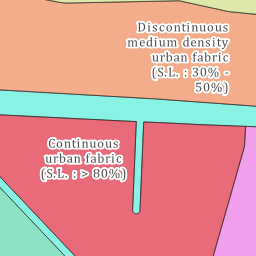 Discontinuous
medium density
urban fabric
(S.L. : 30% -
50%)
Continuous
urban fabric
(S.L. : > 80%)